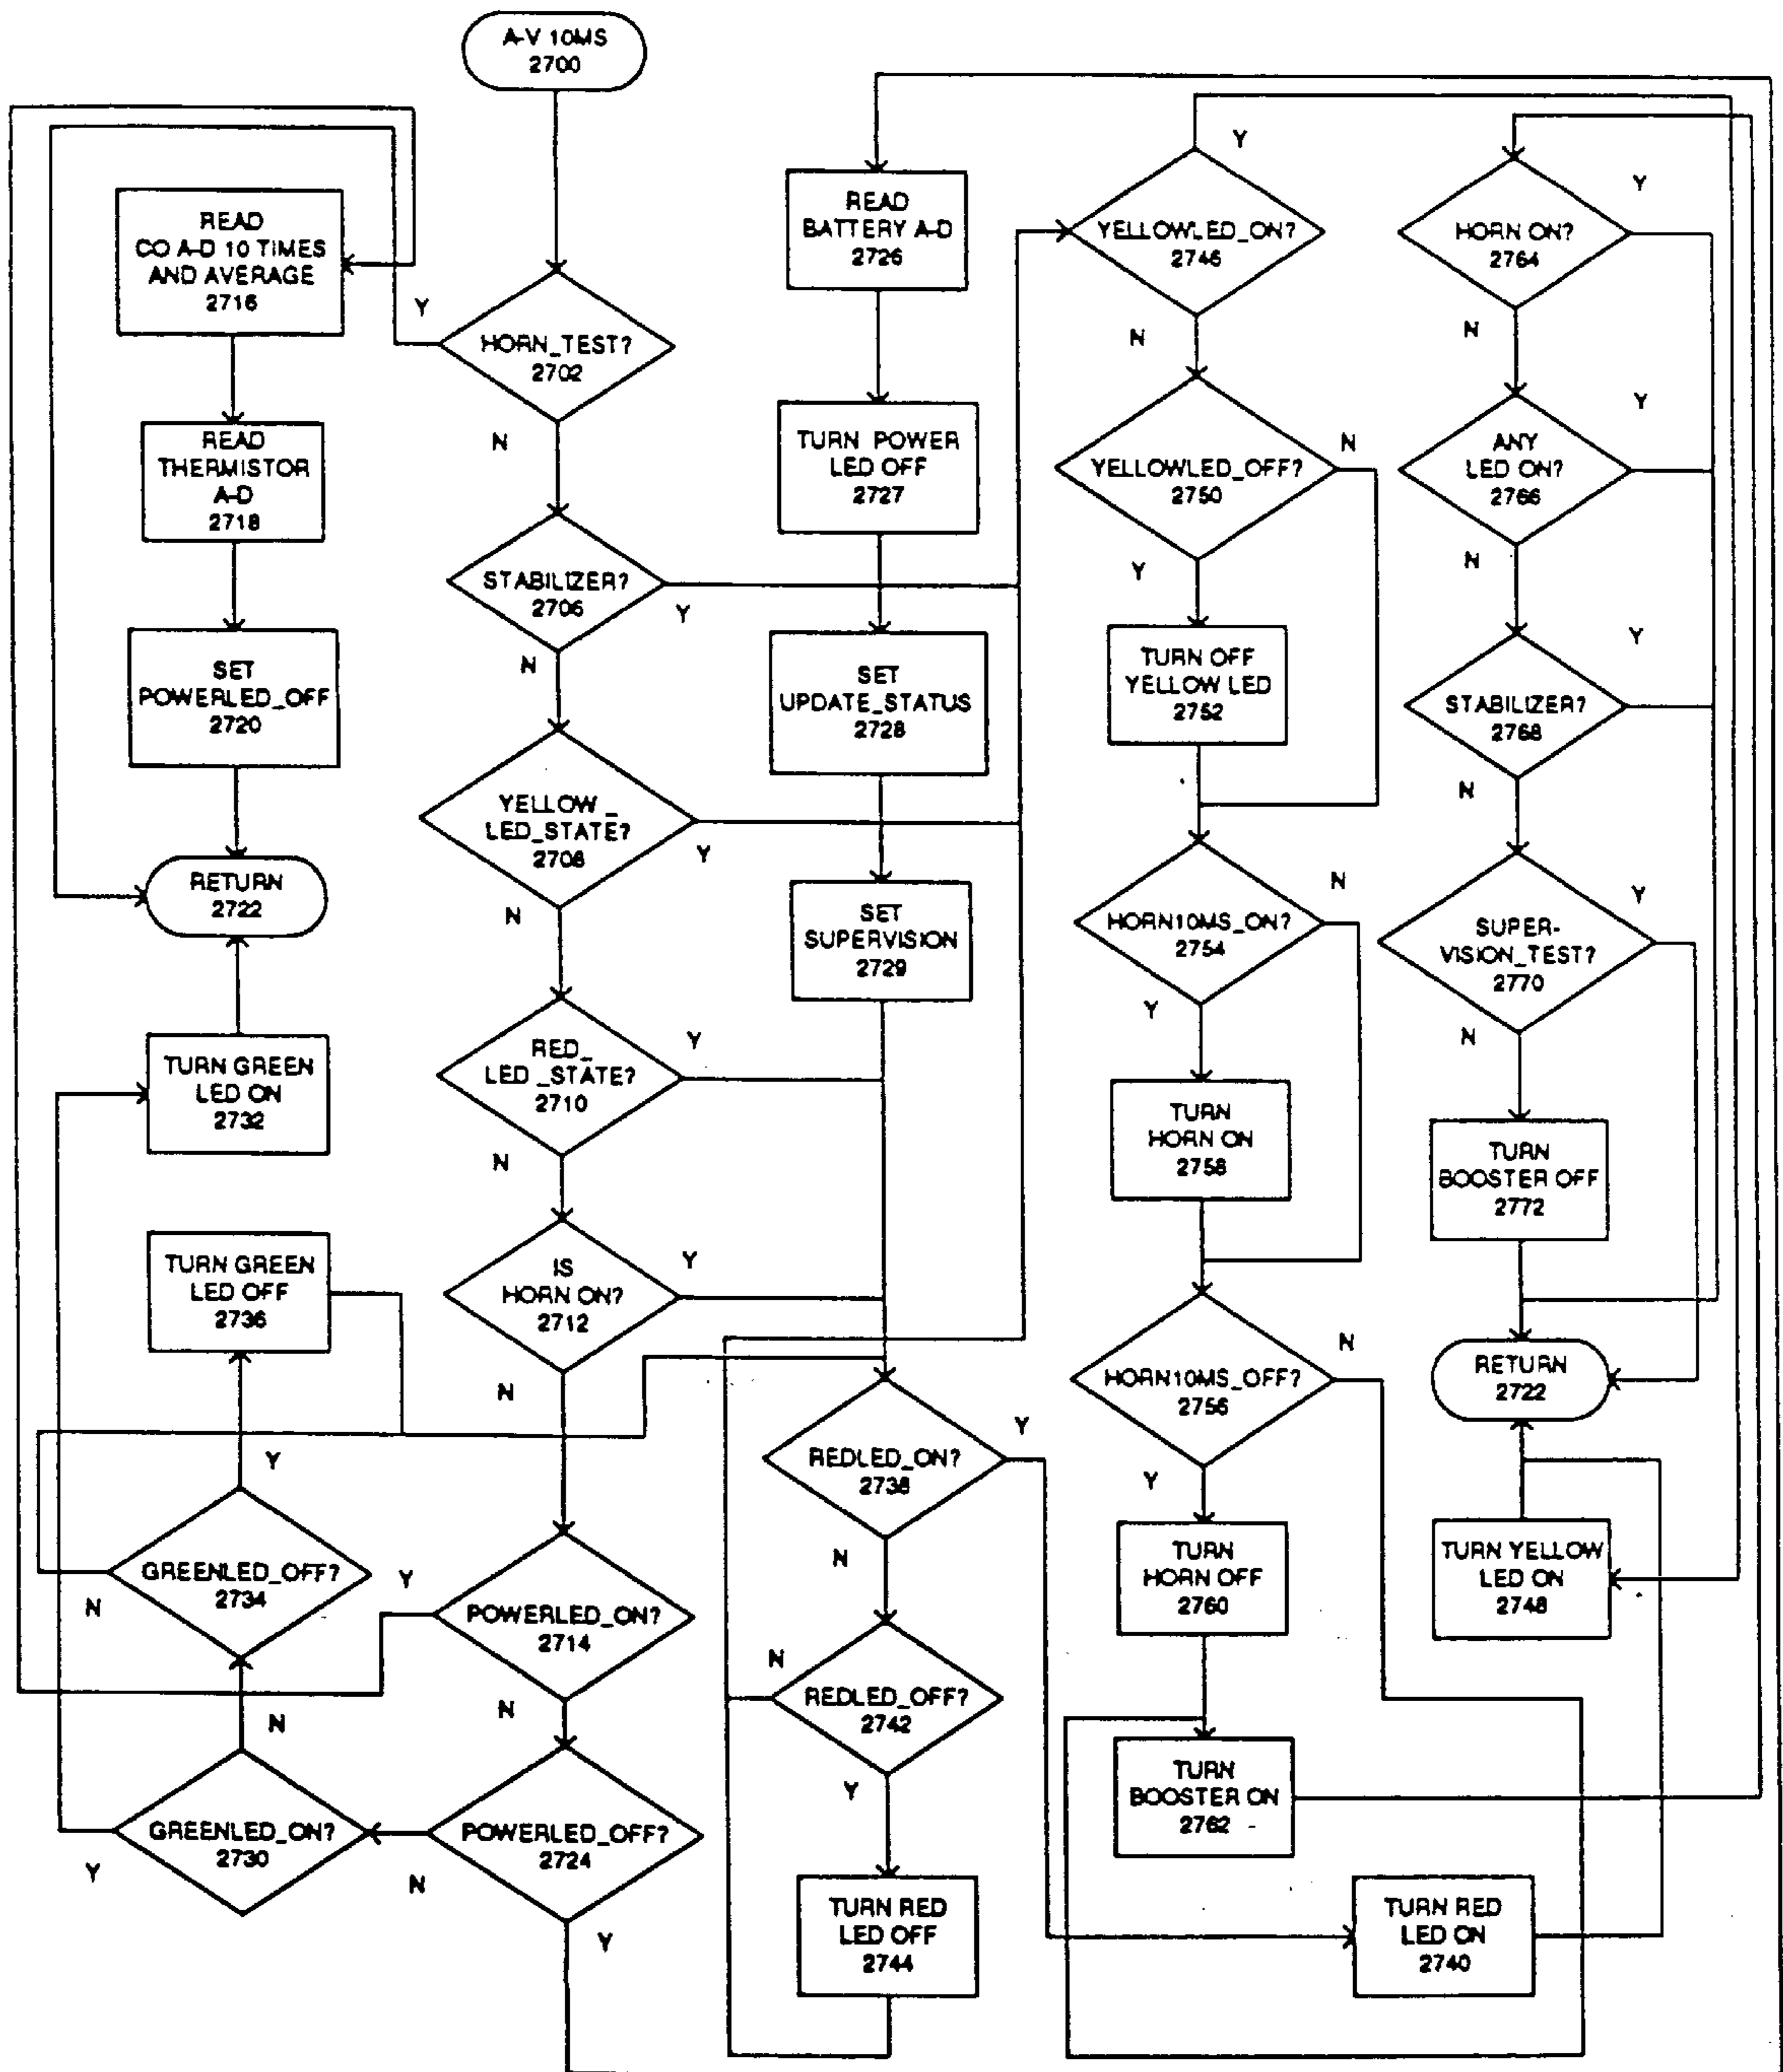 A-V 10MS
2700
READ
CO A-D 10 TIMES
AND AVERAGE
2716
Y
HORN_TEST?
2702
N
READ
THERMISTOR
A-D
2718
STABILIZER?
2706
Y
N
SET
POWERLED_OFF
2720
YELLOW_
LED_STATE?
2708
Y
N
RETURN
2722
RED_
LED_STATE?
2710
Y
N
TURN GREEN
LED ON
2732
IS
HORN ON?
2712
Y
N
TURN GREEN
LED OFF
2736
Y
GREENLED_OFF?
2734
N
Y
POWERLED_ON?
2714
N
N
GREENLED_ON?
2730
Y
POWERLED_OFF?
2724
N
Y
READ
BATTERY A-D
2726
TURN POWER
LED OFF
2727
SET
UPDATE_STATUS
2728
SET
SUPERVISION
2729
REDLED_ON?
2738
Y
N
N
REDLED_OFF?
2742
Y
TURN RED
LED OFF
2744
Y
YELLOWLED_ON?
2746
N
N
YELLOWLED_OFF?
2750
Y
TURN OFF
YELLOW LED
2752
N
HORN10MS_ON?
2754
Y
TURN
HORN ON
2758
N
HORN10MS_OFF?
2756
Y
TURN
HORN OFF
2760
TURN
BOOSTER ON
2762
Y
HORN ON?
2764
N
Y
ANY
LED ON?
2766
N
Y
STABILIZER?
2768
N
Y
SUPER-
VISION_TEST?
2770
N
TURN
BOOSTER OFF
2772
RETURN
2722
TURN YELLOW
LED ON
2748
TURN RED
LED ON
2740